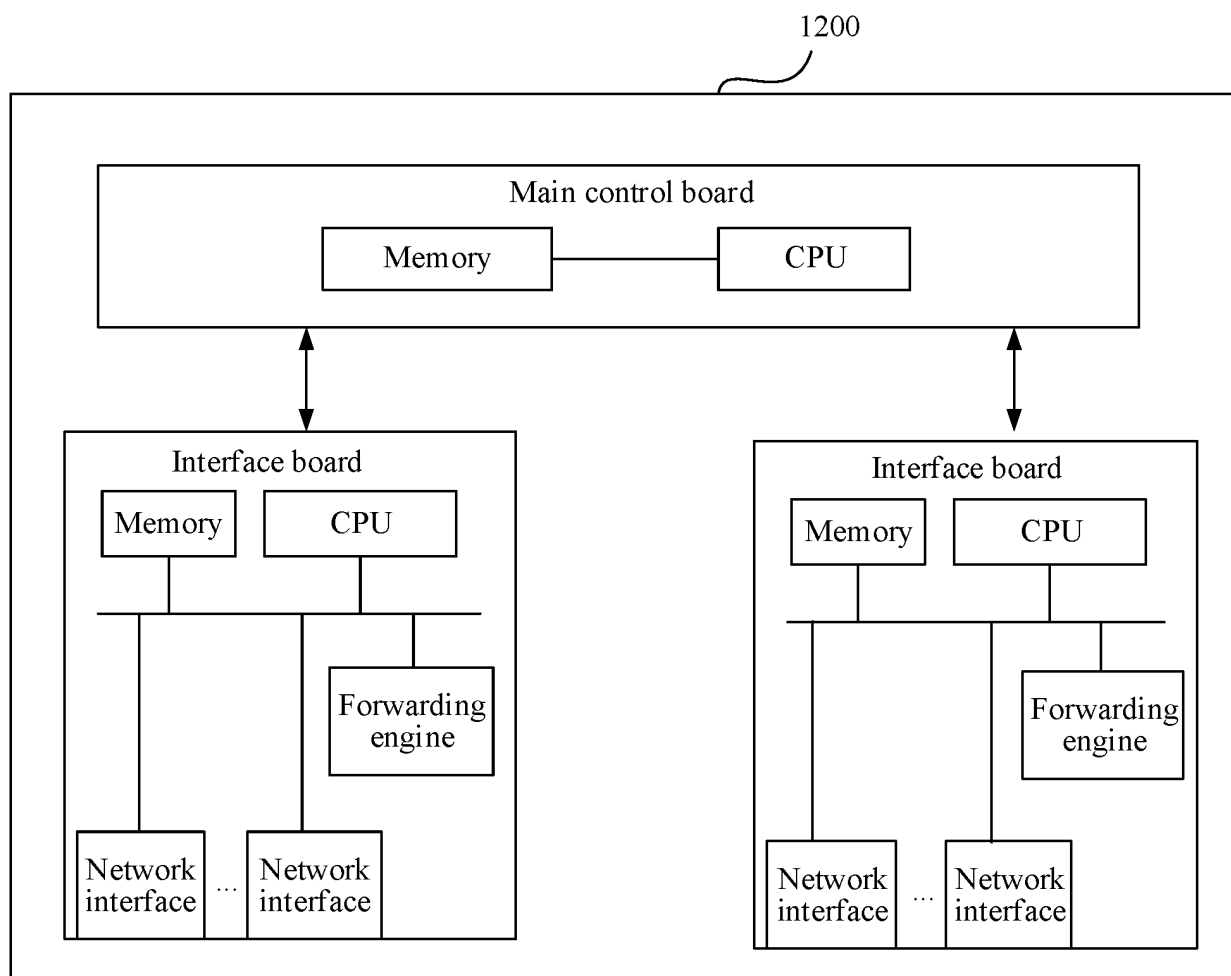 1200
Main control board
Memory
CPU
Interface board
Memory
CPU
Forwarding
engine
Network
interface
...
Network
interface
Interface board
Memory
CPU
Forwarding
engine
Network
interface
...
Network
interface